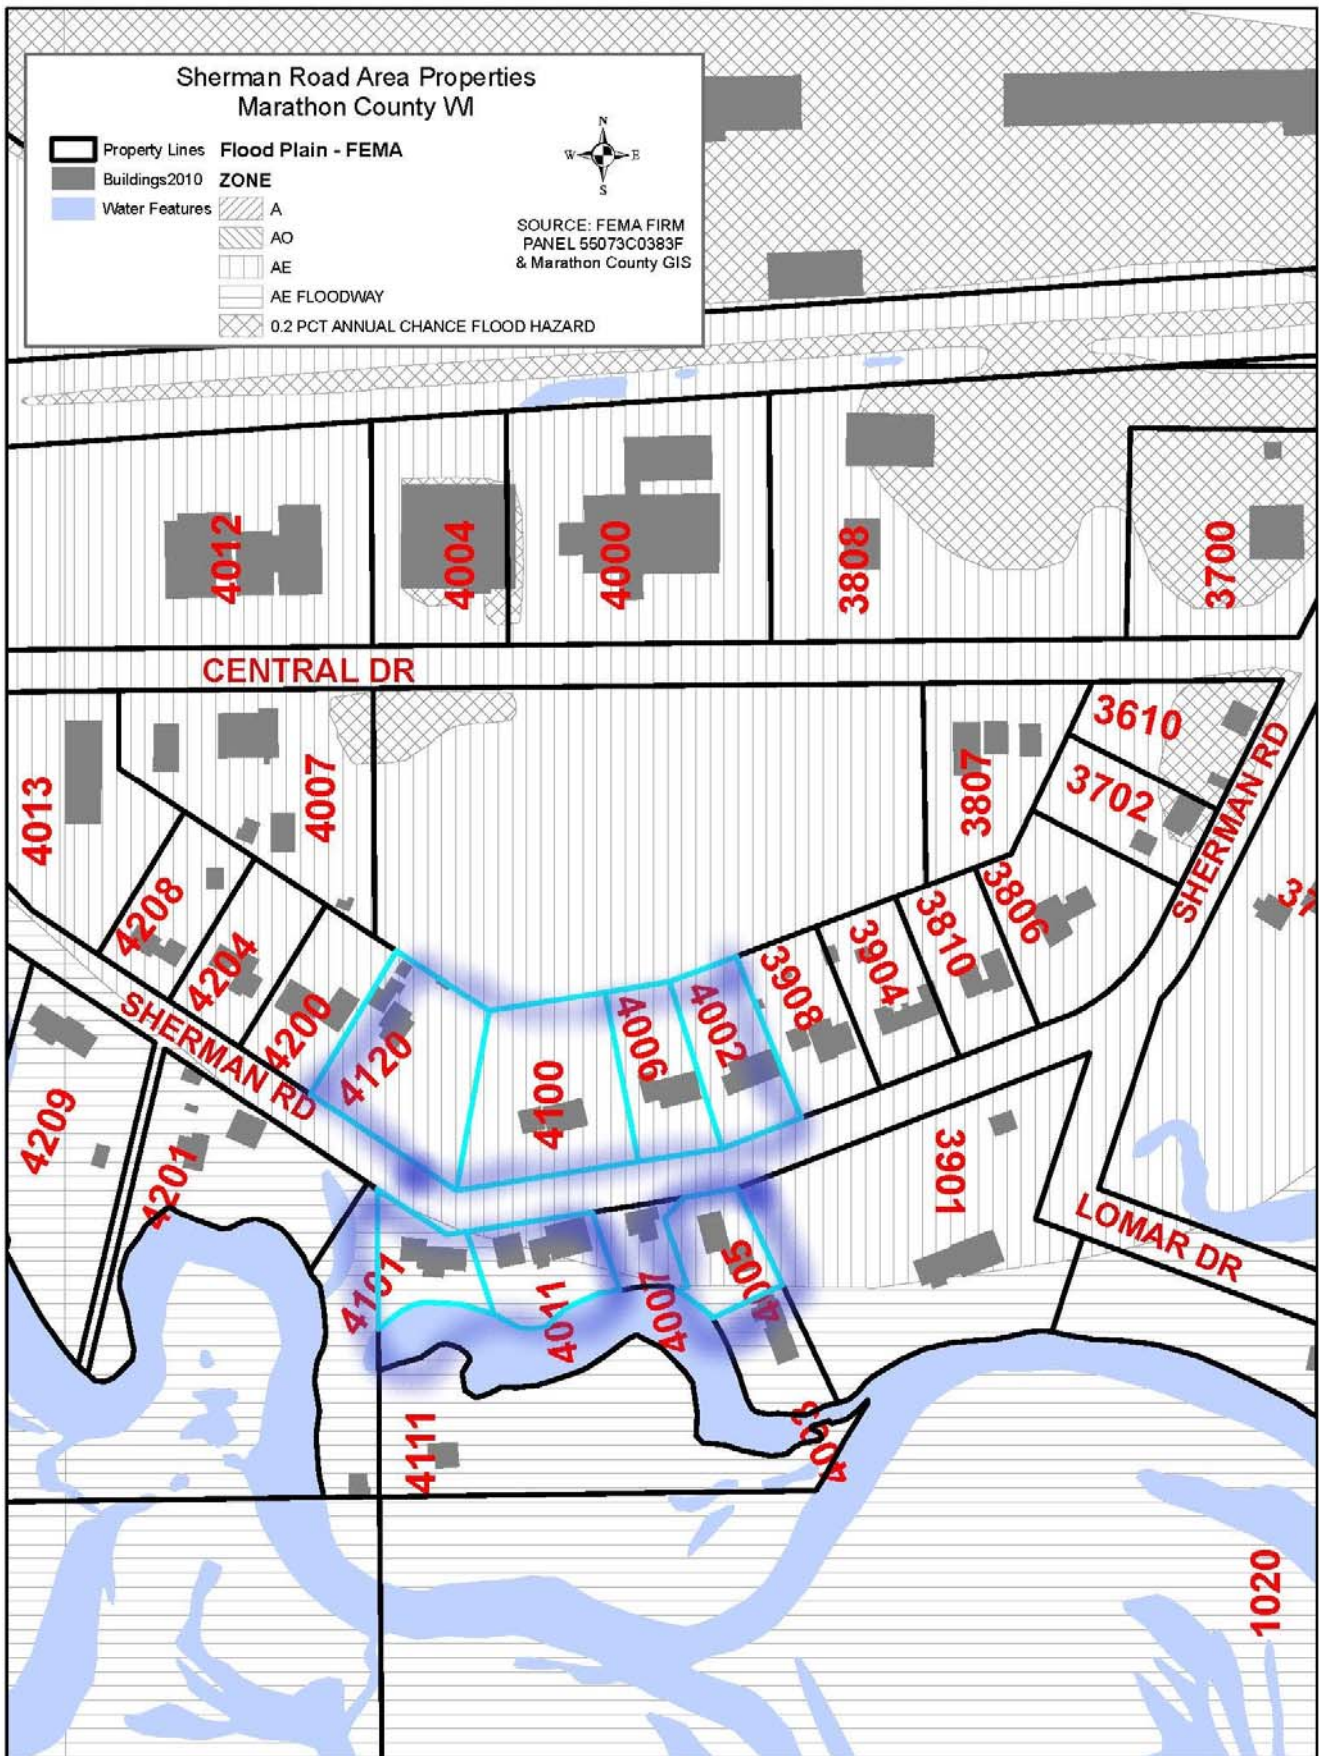 Sherman Road Area Properties
Marathon County WI
Property Lines
Flood Plain - FEMA
Buildings2010
ZONE
Water Features
A
AO
AE
AE FLOODWAY
0.2 PCT ANNUAL CHANCE FLOOD HAZARD
N
W E
S
SOURCE: FEMA FIRM
PANEL 55073C0383F
& Marathon County GIS
4012
4004
4000
3808
3700
CENTRAL DR
4013
4007
3807
3610
3702
SHERMAN RD
4208
4204
4200
4120
4100
4006
4002
3908
3904
3810
3806
37
SHERMAN RD
4209
4201
4101
4011
4007
4005
3901
LOMAR DR
4111
1020